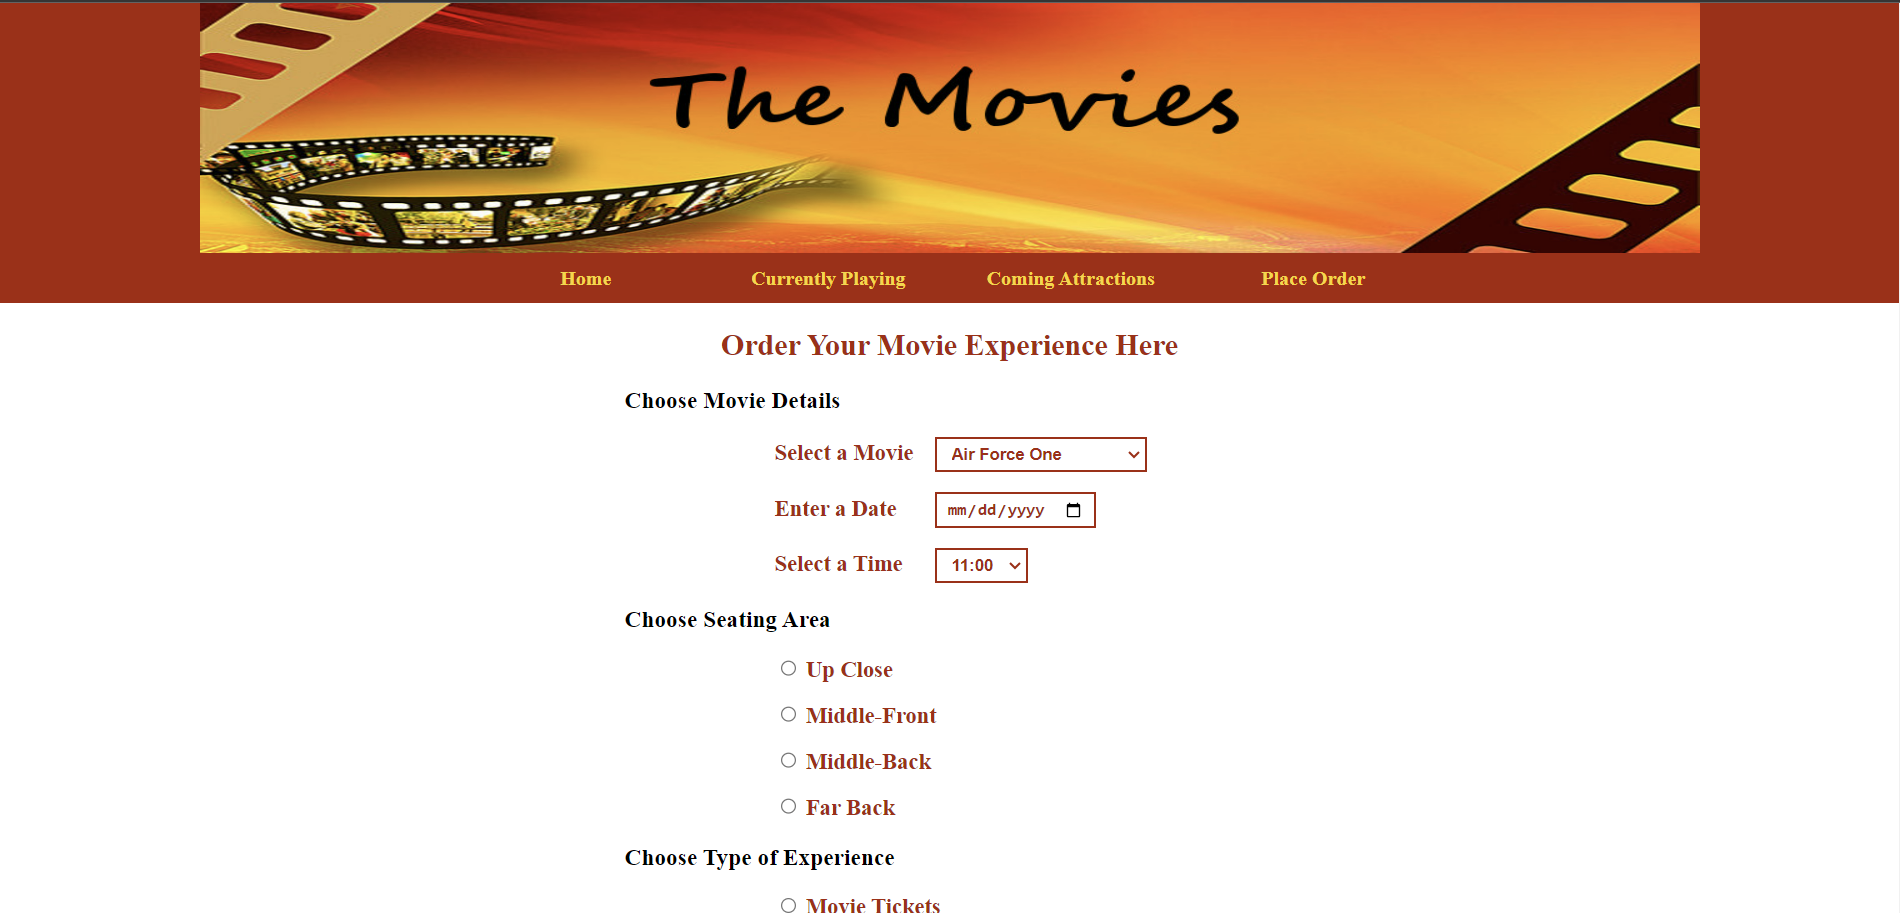 The Movies
Home Currently Playing Coming Attractions Place Order
Order Your Movie Experience Here
Choose Movie Details
Select a Movie Air Force One
Enter a Date mm/dd/yyyy
Select a Time 11:00
Choose Seating Area
Up Close
Middle-Front
Middle-Back
Far Back
Choose Type of Experience
Movie Tickets